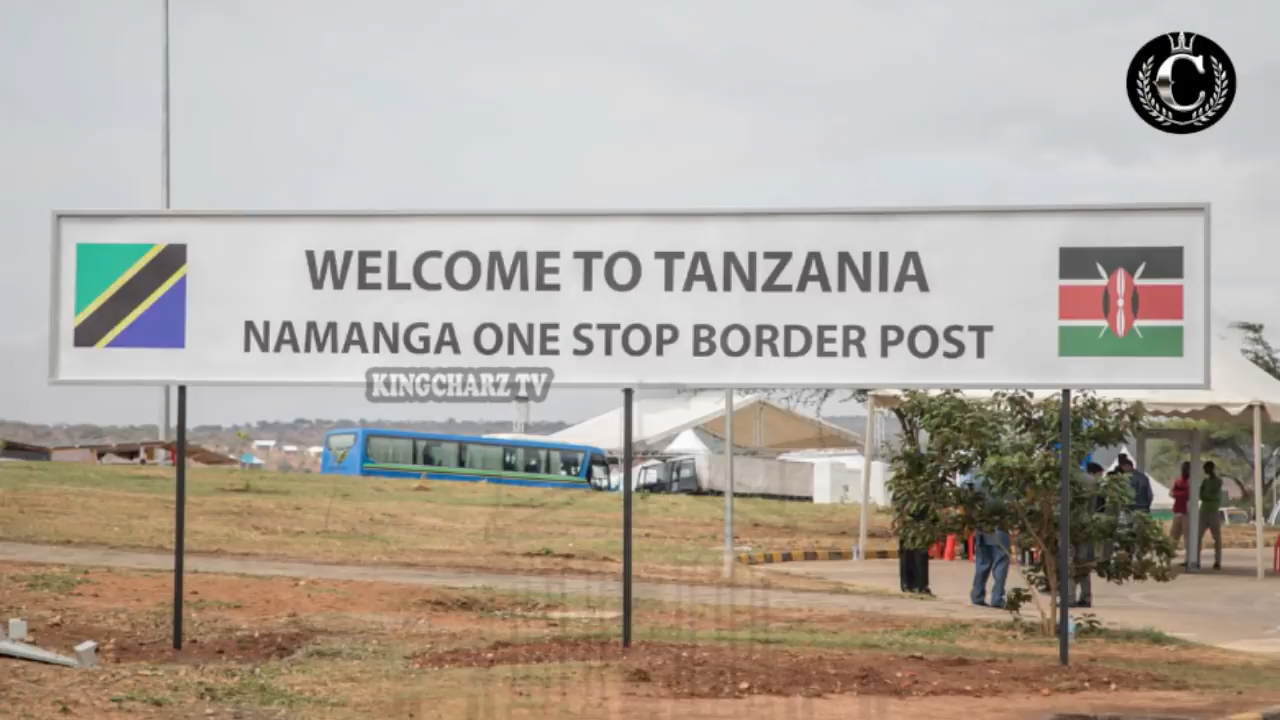 C
WELCOME TO TANZANIA
NAMANGA ONE STOP BORDER POST
KINGCHARZ TV